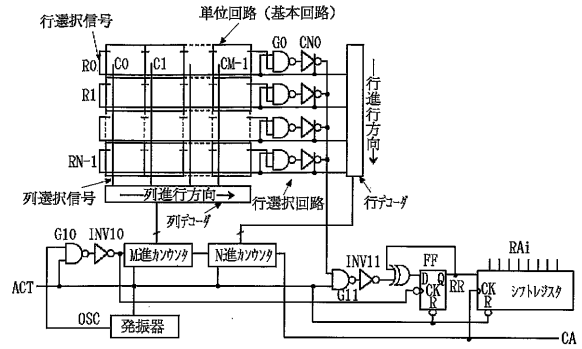 行選択信号
単位回路（基本回路）
G0
CN0
R0
C0
C1
CM-1
R1
RN-1
行進行方向
列選択信号
列進行方向
列デコーダ
行選択回路
行デコーダ
G10
INV10
M進カウンタ
N進カウンタ
INV11
G11
FF
D
Q
CK
R
RR
RAi
CK
R
シフトレジスタ
ACT
OSC
発振器
CA